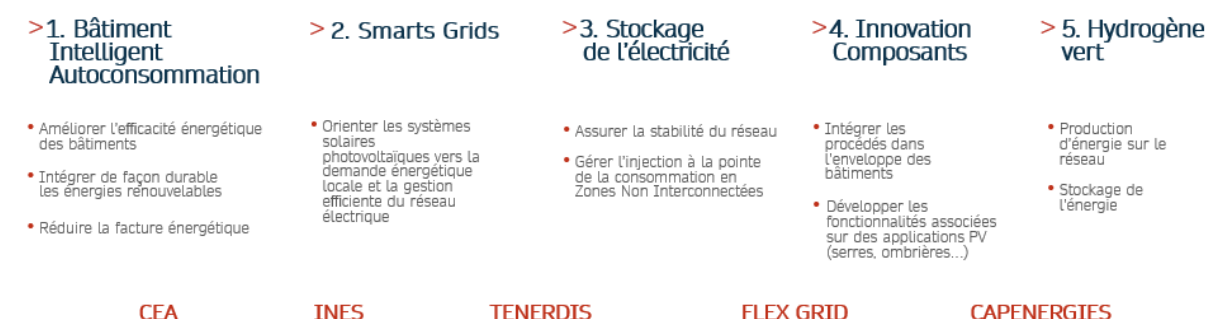 >1. Bâtiment
Intelligent
Autoconsommation
• Améliorer l'efficacité énergétique
des bâtiments
• Intégrer de façon durable
les énergies renouvelables
• Réduire la facture énergétique
> 2. Smarts Grids
• Orienter les systèmes
solaires
photovoltaïques vers la
demande énergétique
locale et la gestion
efficiente du réseau
électrique
>3. Stockage
de l'électricité
• Assurer la stabilité du réseau
• Gérer l'injection à la pointe
de la consommation en
Zones Non Interconnectées
>4. Innovation
Composants
• Intégrer les
procédés dans
l'enveloppe des
bâtiments
• Développer les
fonctionnalités associées
sur des applications PV
(serres, ombrières...)
> 5. Hydrogène
vert
• Production
d'énergie sur le
réseau
• Stockage de
l'énergie
CEA INES TENERDIS FLEX GRID CAPENERGIES